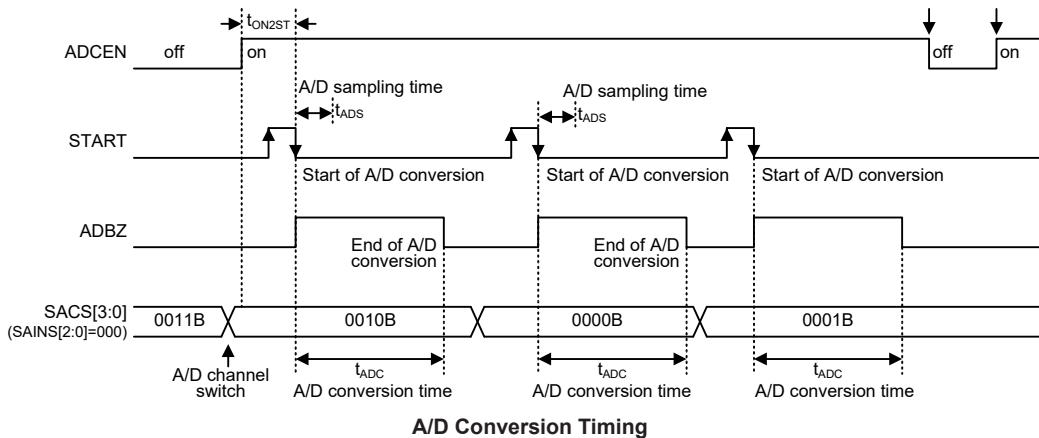 tON2ST
ADCEN off on off on
A/D sampling time A/D sampling time
tADS tADS
START
Start of A/D conversion Start of A/D conversion Start of A/D conversion
ADBZ
End of A/D conversion End of A/D conversion
SACS[3:0]
(SAINS[2:0]=000)
0011B 0010B 0000B 0001B
A/D channel switch
tADC tADC tADC
A/D conversion time A/D conversion time A/D conversion time
A/D Conversion Timing